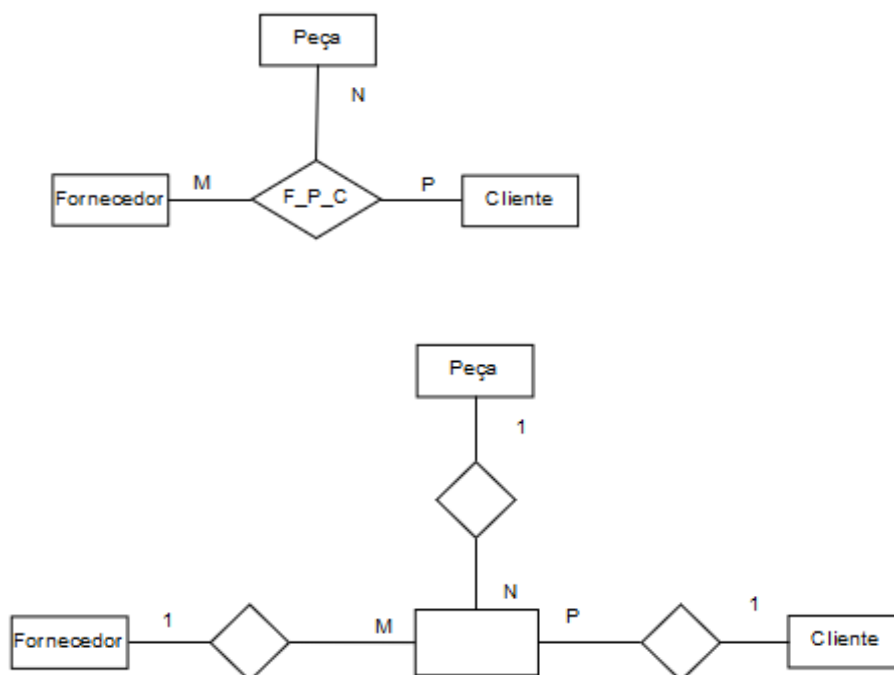 Peça
N
M
P
Fornecedor
F_P_C
Cliente
Peça
1
N
1
M
P
1
Fornecedor
Cliente